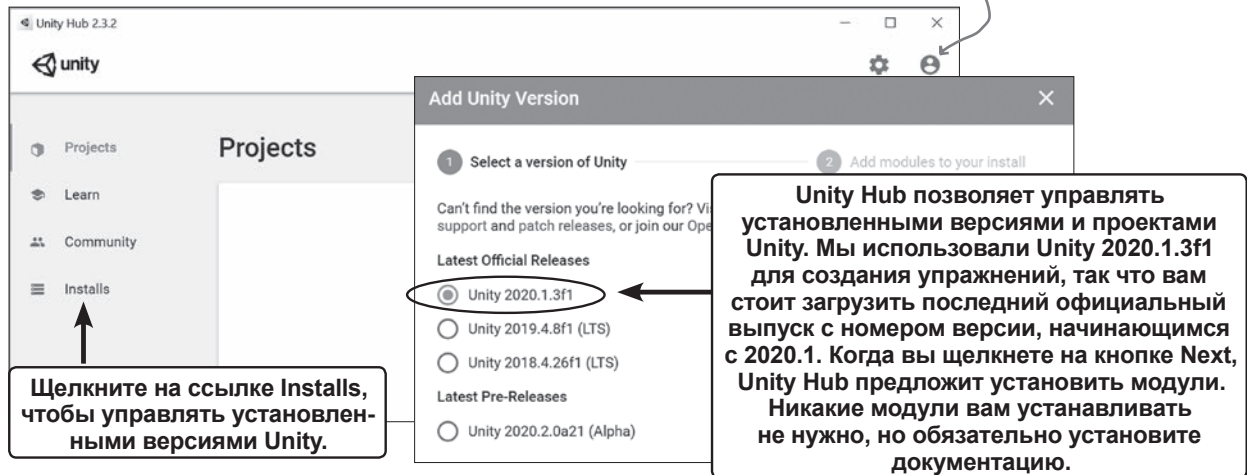 Unity Hub 2.3.2
unity
Projects
Learn
Community
Installs
Projects
Add Unity Version
1 Select a version of Unity
2 Add modules to your install
Can't find the version you're looking for?
support and patch releases, or join our
Latest Official Releases
Unity 2020.1.3f1
Unity 2019.4.8f1 (LTS)
Unity 2018.4.26f1 (LTS)
Latest Pre-Releases
Unity 2020.2.0a21 (Alpha)
Щелкните на ссылке Installs,
чтобы управлять установлен-
ными версиями Unity.
Unity Hub позволяет управлять
установленными версиями и проектами
Unity. Мы использовали Unity 2020.1.3f1
для создания упражнений, так что вам
стоит загрузить последний официальный
выпуск с номером версии, начинающимся
с 2020.1. Когда вы щелкнете на кнопке Next,
Unity Hub предложит установить модули.
Никакие модули вам устанавливать
не нужно, но обязательно установите
документацию.